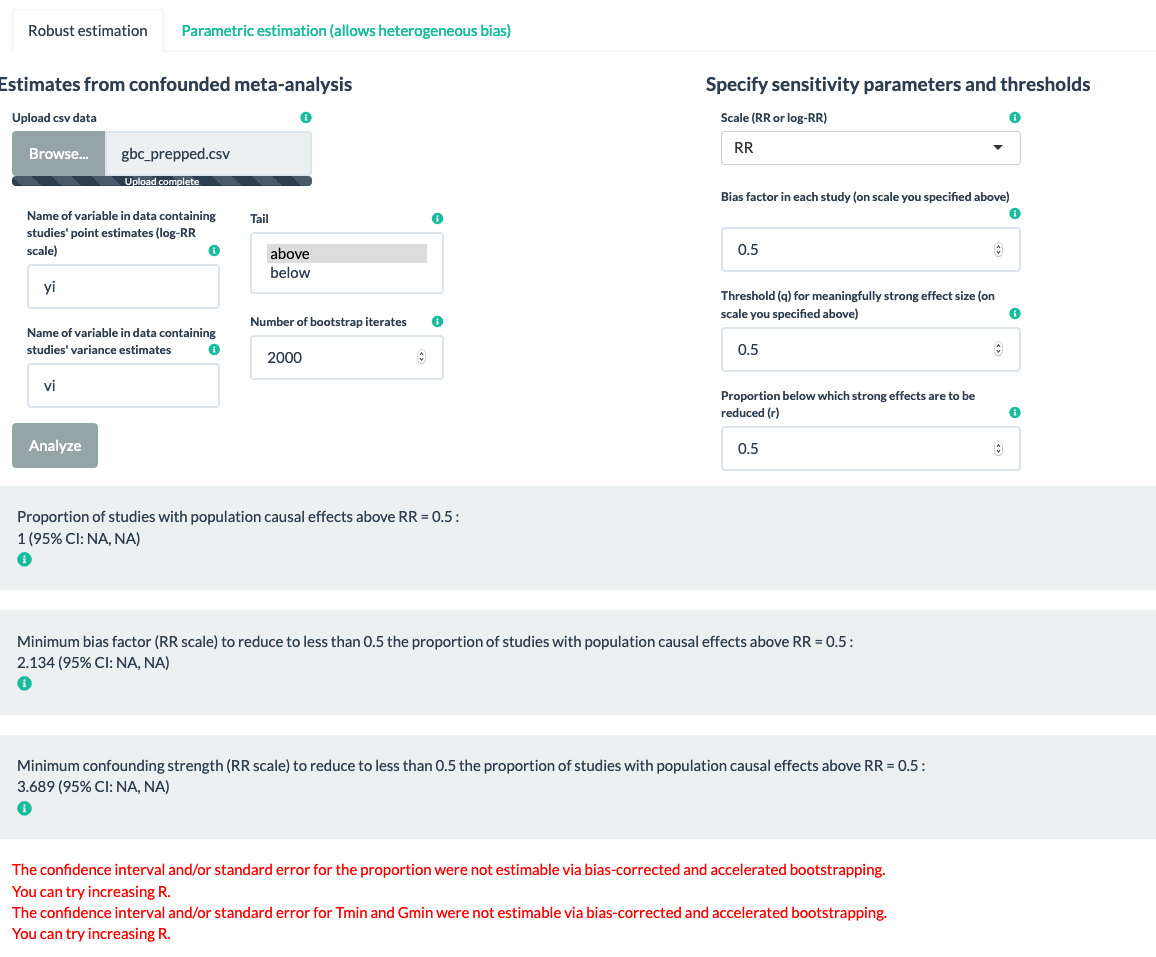 Robust estimation
Parametric estimation (allows heterogeneous bias)
Estimates from confounded meta-analysis
Upload csv data
Browse...
gbc_prepped.csv
Upload complete
Name of variable in data containing
studies' point estimates (log-RR
scale)
yi
Name of variable in data containing
studies' variance estimates
vi
Tail
above
below
Number of bootstrap iterates
2000
Analyze
Specify sensitivity parameters and thresholds
Scale (RR or log-RR)
RR
Bias factor in each study (on scale you specified above)
0.5
Threshold (q) for meaningfully strong effect size (on
scale you specified above)
0.5
Proportion below which strong effects are to be
reduced (r)
0.5
Proportion of studies with population causal effects above RR = 0.5 :
1 (95% CI: NA, NA)
Minimum bias factor (RR scale) to reduce to less than 0.5 the proportion of studies with population causal effects above RR = 0.5 :
2.134 (95% CI: NA, NA)
Minimum confounding strength (RR scale) to reduce to less than 0.5 the proportion of studies with population causal effects above RR = 0.5 :
3.689 (95% CI: NA, NA)
The confidence interval and/or standard error for the proportion were not estimable via bias-corrected and accelerated bootstrapping.
You can try increasing R.
The confidence interval and/or standard error for Tmin and Gmin were not estimable via bias-corrected and accelerated bootstrapping.
You can try increasing R.